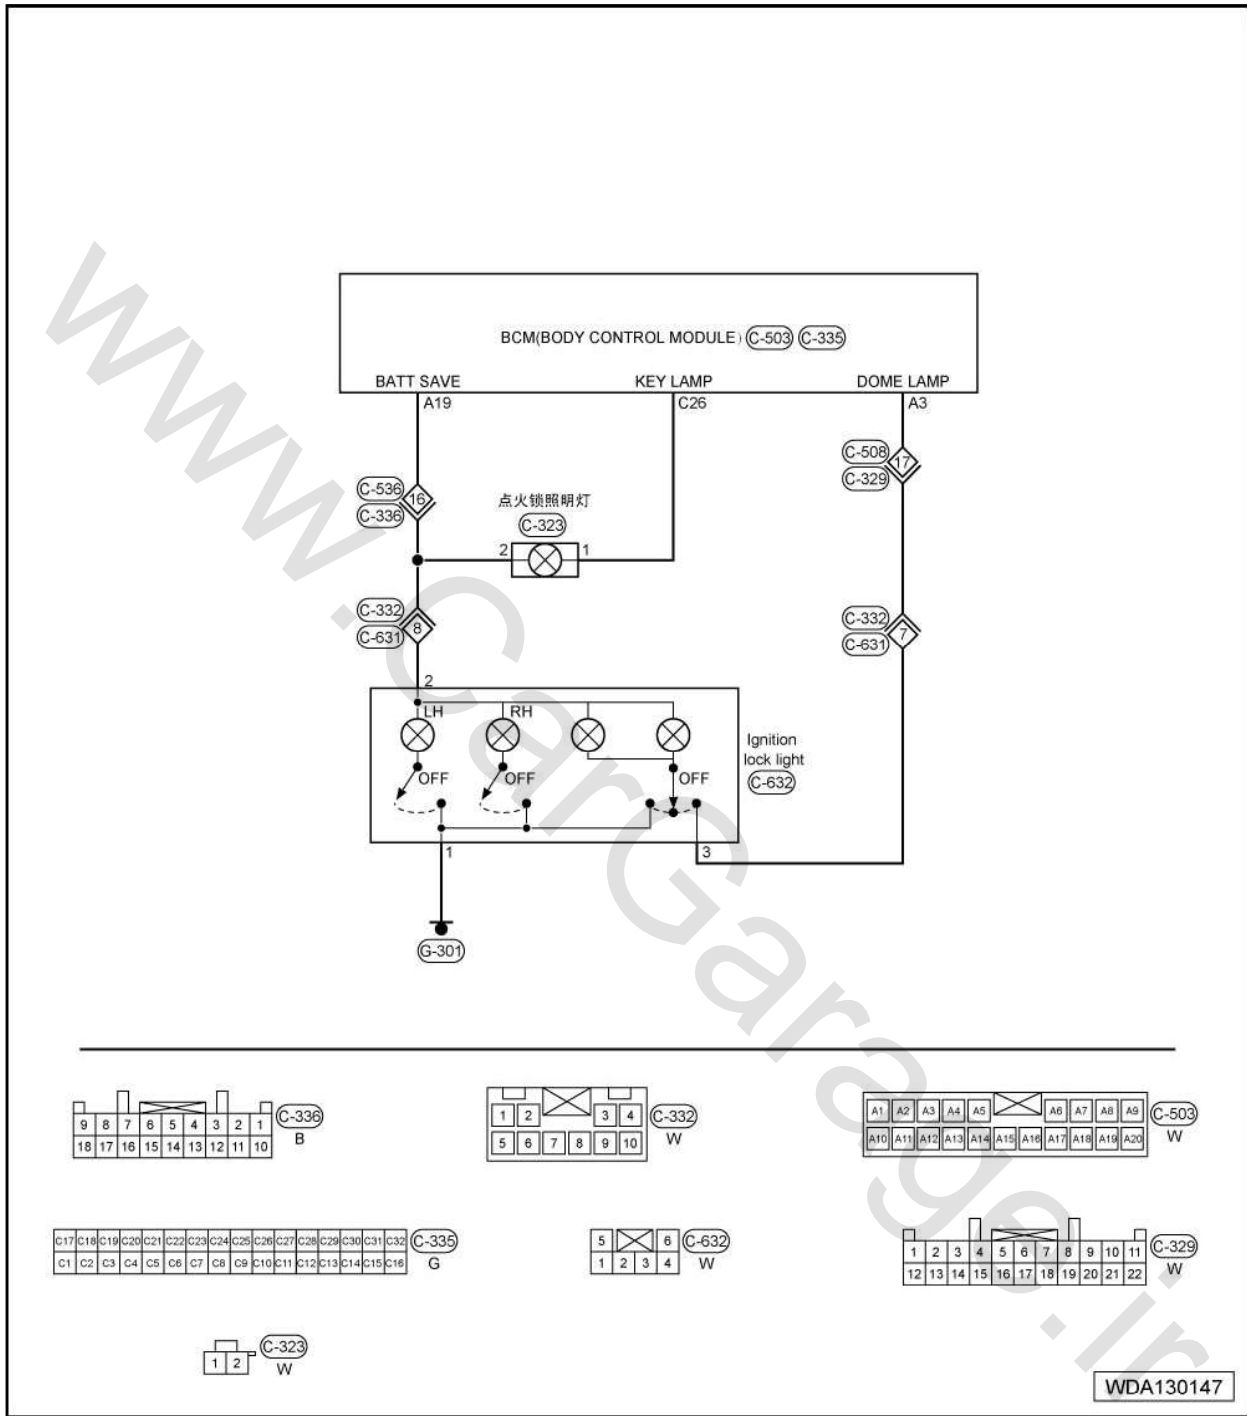 BCM(BODY CONTROL MODULE) C-503 C-335
BATT SAVE KEY LAMP DOME LAMP
A19 C26 A3
C-508
17
C-329
C-536
16
C-336
点火锁照明灯
C-323
2 1
C-332
8
C-631
C-332
7
C-631
2
LH RH
Ignition
lock light
C-632
OFF OFF OFF
1 3
G-301
9 8 7 6 5 4 3 2 1
18 17 16 15 14 13 12 11 10
C-336
B
1 2 3 4
5 6 7 8 9 10
C-332
W
A1 A2 A3 A4 A5 A6 A7 A8 A9
A10 A11 A12 A13 A14 A15 A16 A17 A18 A19 A20
C-503
W
C17 C18 C19 C20 C21 C22 C23 C24 C25 C26 C27 C28 C29 C30 C31 C32
C1 C2 C3 C4 C5 C6 C7 C8 C9 C10 C11 C12 C13 C14 C15 C16
C-335
G
5 6
1 2 3 4
C-632
W
1 2 3 4 5 6 7 8 9 10 11
12 13 14 15 16 17 18 19 20 21 22
C-329
W
1 2
C-323
W
WDA130147
www.CarGarage.ir